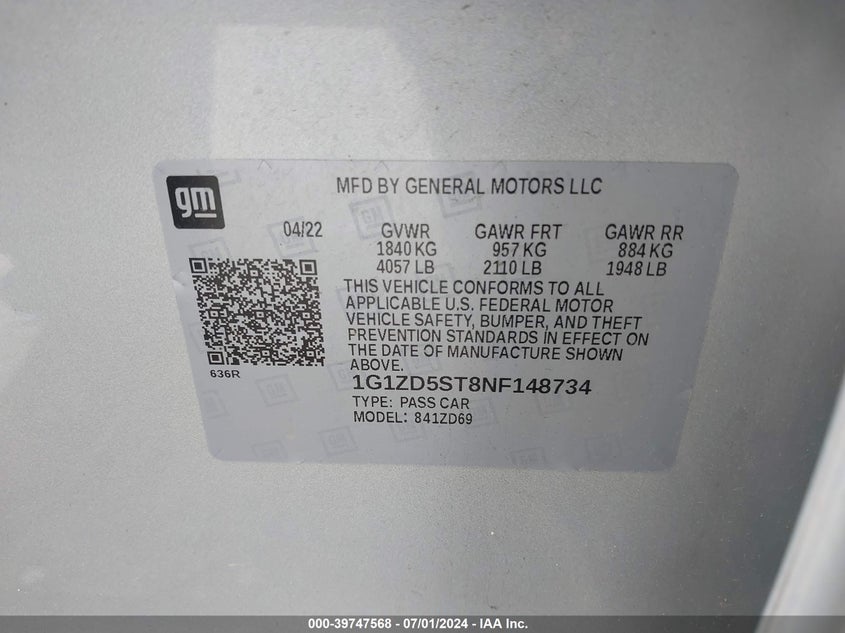 gm
MFD BY GENERAL MOTORS LLC
04/22 GVWR GAWR FRT GAWR RR
1840 KG 957 KG 884 KG
4057 LB 2110 LB 1948 LB
THIS VEHICLE CONFORMS TO ALL
APPLICABLE U.S. FEDERAL MOTOR
VEHICLE SAFETY, BUMPER, AND THEFT
PREVENTION STANDARDS IN EFFECT ON
THE DATE OF MANUFACTURE SHOWN
ABOVE.
636R
1G1ZD5ST8NF148734
TYPE: PASS CAR
MODEL: 841ZD69
000-39747568 - 07/01/2024 - IAA Inc.